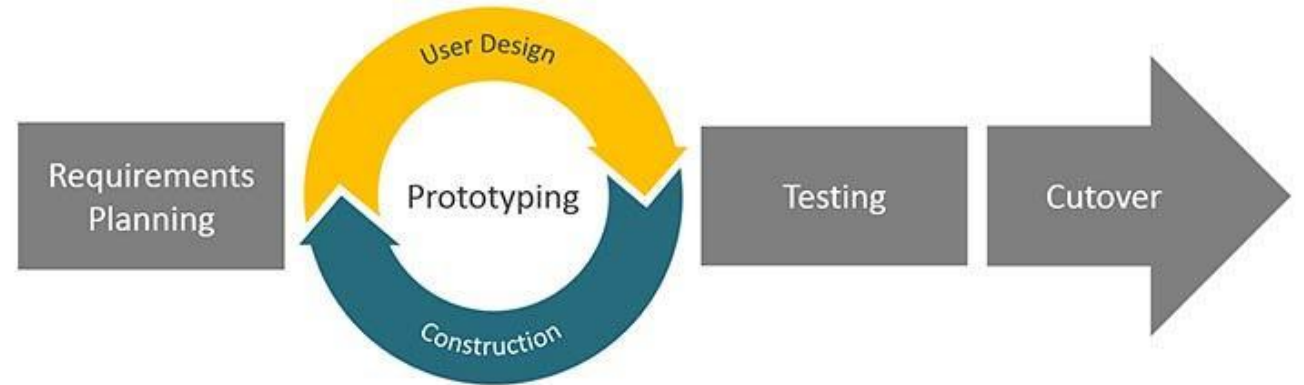 Requirements
Planning
User Design
Prototyping
Construction
Testing
Cutover